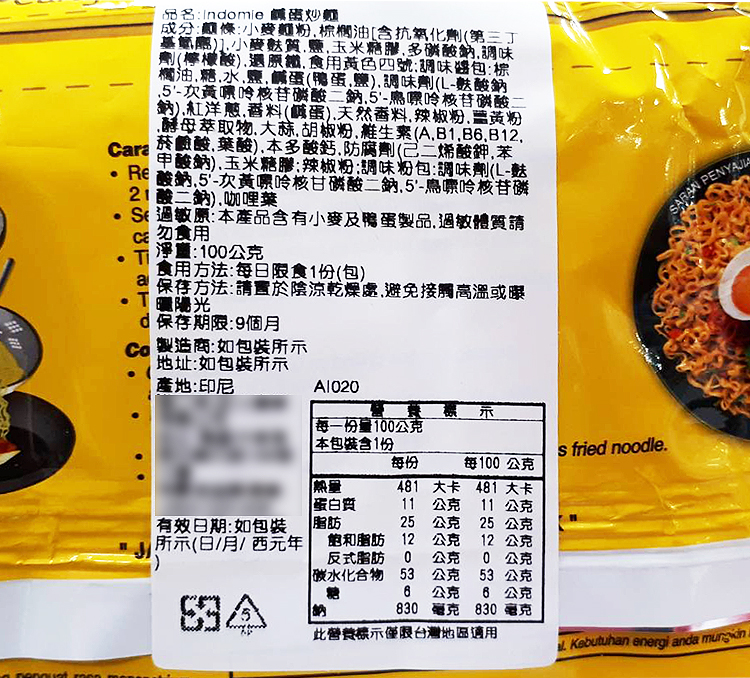 品名:Indomie 鹹蛋炒麵
成分:麵條:小麥麵粉,棕櫚油[含抗氧化劑(第三丁
基氫醌)],小麥麩質,鹽,玉米糖膠,多磷酸鈉,調味
劑(檸檬酸),還原鐵,食用黃色四號;調味醬包:棕
櫚油,糖,水,鹽,鹹蛋(鴨蛋,鹽),調味劑(L-麩酸鈉
,5'-次黃嘌呤核苷磷酸二鈉,5'-鳥嘌呤核苷磷酸二
鈉),紅洋蔥,香料(鹹蛋),天然香料,辣椒粉,薑黃粉
,酵母萃取物,大蒜,胡椒粉,維生素(A,B1,B6,B12,
菸鹼酸,葉酸),本多酸鈣,防腐劑(己二烯酸鉀,苯
甲酸鈉),玉米糖膠;辣椒粉;調味粉包:調味劑(L-麩
酸鈉,5'-次黃嘌呤核甘磷酸二鈉,5'-鳥嘌呤核苷磷
酸二鈉),咖哩葉
過敏原:本產品含有小麥及鴨蛋製品,過敏體質請
勿食用
淨重:100公克
食用方法:每日限食1份(包)
保存方法:請置於陰涼乾燥處,避免接觸高溫或曝
曬陽光
保存期限:9個月
製造商:如包裝所示
地址:如包裝所示
產地:印尼
AI020
有效日期:如包裝
所示(日/月/ 西元年
)
營 養 標 示
每一份量100公克
本包裝含1份
每份 每100 公克
熱量 481 大卡 481 大卡
蛋白質 11 公克 11 公克
脂肪 25 公克 25 公克
飽和脂肪 12 公克 12 公克
反式脂肪 0 公克 0 公克
碳水化合物 53 公克 53 公克
糖 6 公克 6 公克
鈉 830 毫克 830 毫克
此營養標示僅限台灣地區適用
5
PP
Cara
Re
2
Se
ca
Co
SARAN PENYAJIA
s fried noodle.
al. Kebutuhan energi anda mungkin